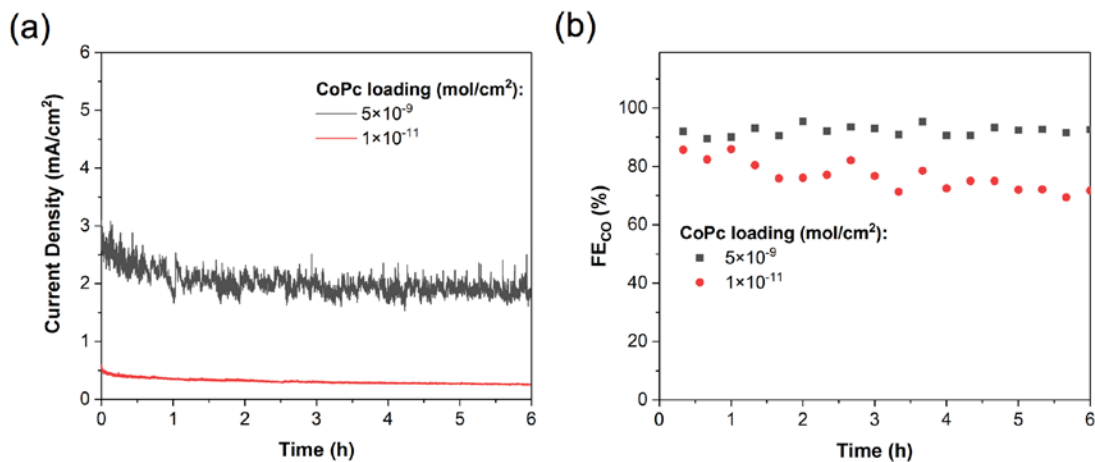 (a)
6
5
4
3
2
1
0
Current Density (mA/cm²)
CoPc loading (mol/cm²):
5×10⁻⁹
1×10⁻¹¹
0 1 2 3 4 5 6
Time (h)
(b)
100
80
60
40
20
0
FE_CO (%)
CoPc loading (mol/cm²):
5×10⁻⁹
1×10⁻¹¹
0 1 2 3 4 5 6
Time (h)